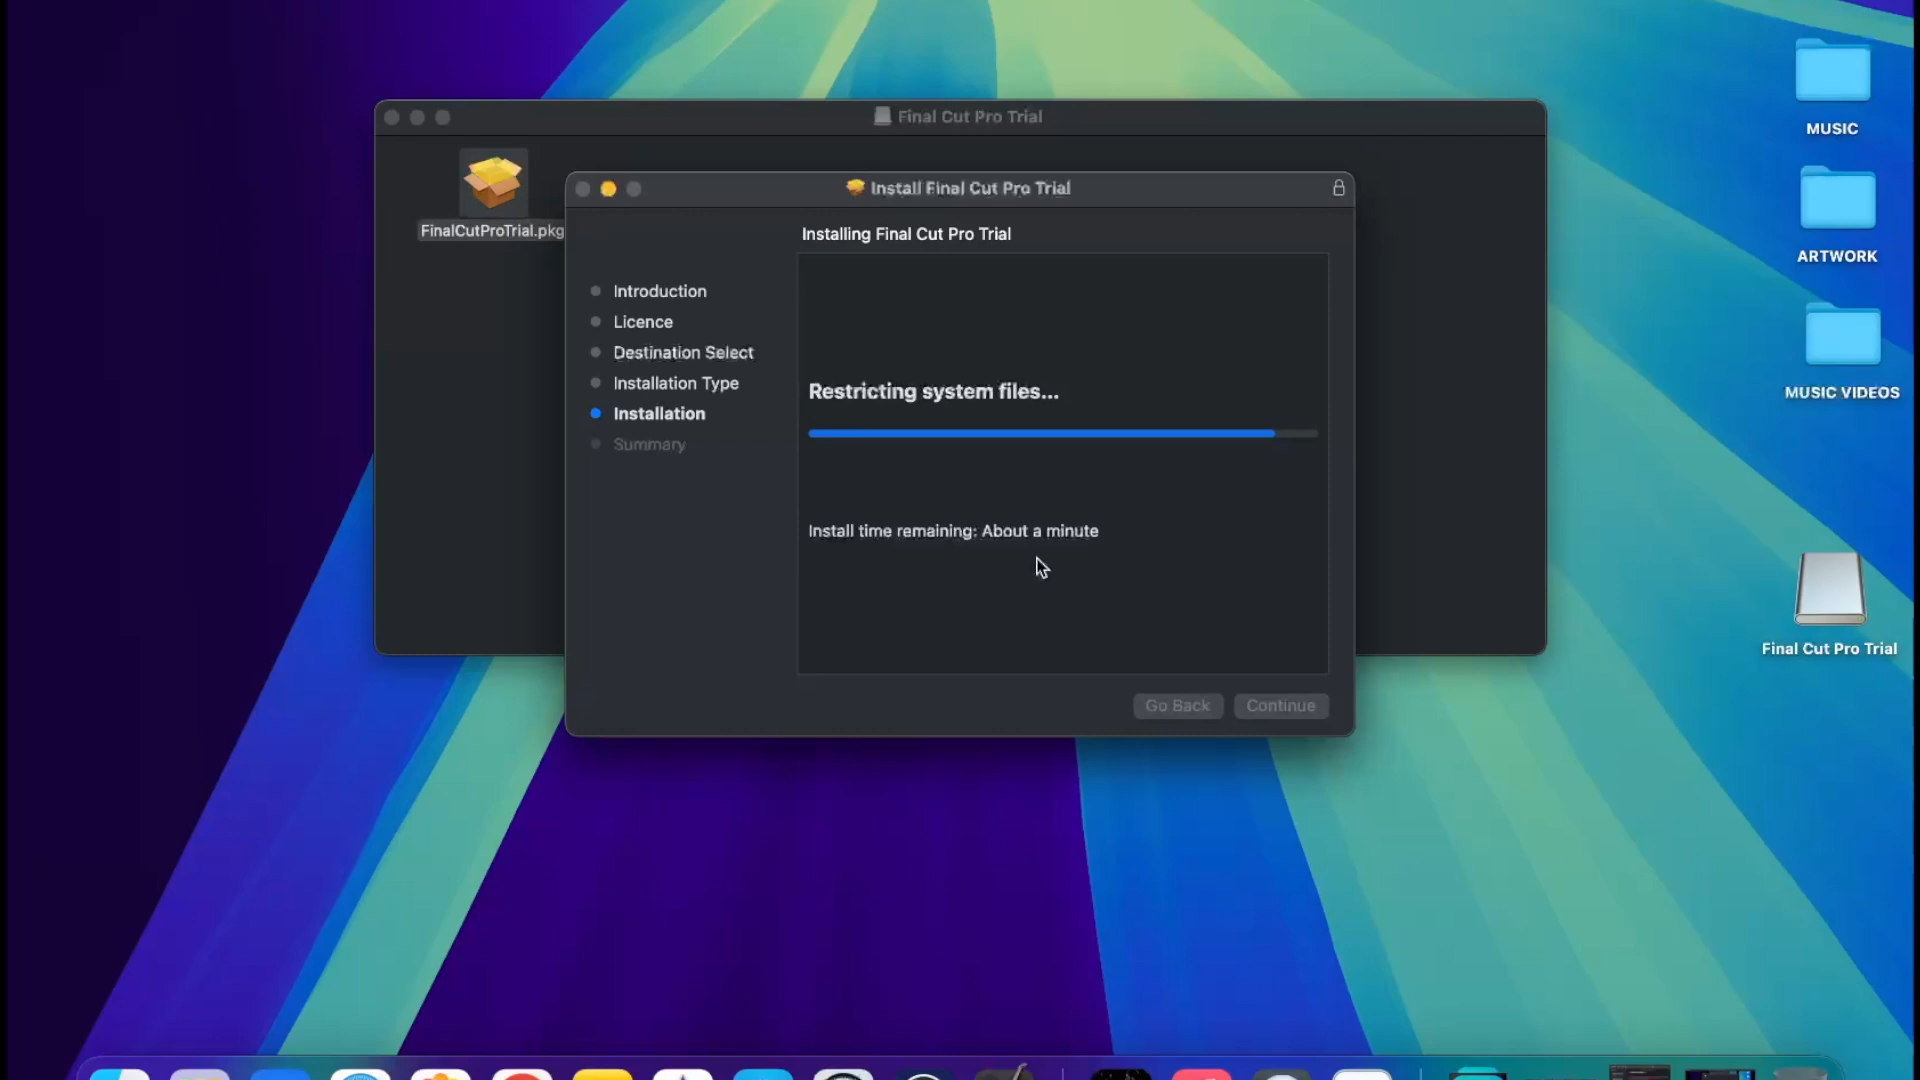 Final Cut Pro Trial
FinalCutProTrial.pkg
Install Final Cut Pro Trial
Installing Final Cut Pro Trial
Introduction
Licence
Destination Select
Installation Type
Installation
Summary
Restricting system files...
Install time remaining: About a minute
Go Back
Continue
MUSIC
ARTWORK
MUSIC VIDEOS
Final Cut Pro Trial